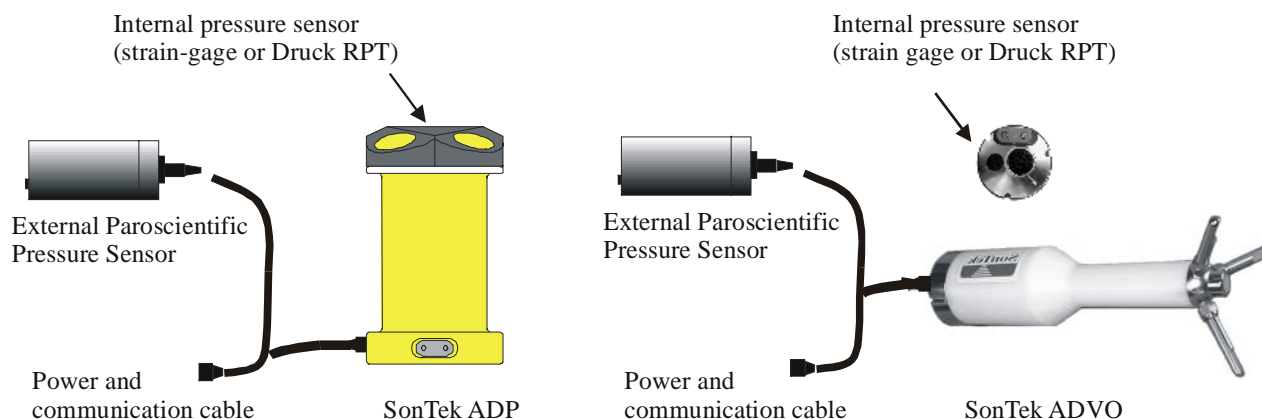 Internal pressure sensor
(strain-gage or Druck RPT)
External Paroscientific
Pressure Sensor
Power and
communication cable
SonTek ADP
Internal pressure sensor
(strain gage or Druck RPT)
External Paroscientific
Pressure Sensor
SonTek
Power and
communication cable
SonTek ADVO